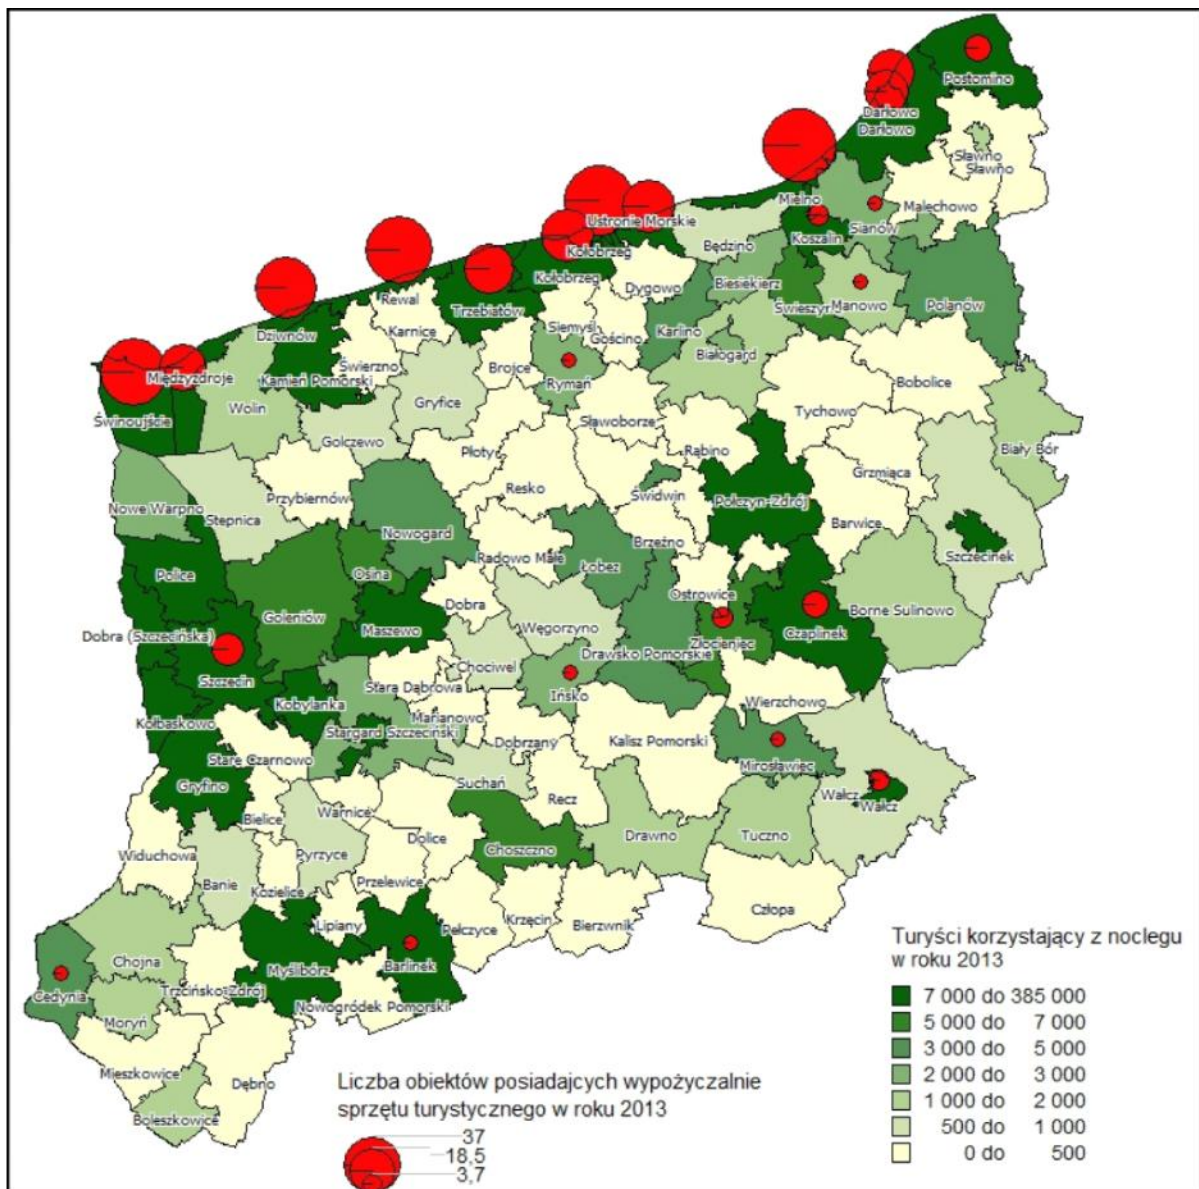 Postomino
Darłowo
Darłowo
Sławno
Sławno
Mielno
Malechowo
Ustronie Morskie
Koszalin
Sianów
Kołobrzeg
Będzino
Kołobrzeg
Dygowo
Biesiekierz
Świeszyno
Manowo
Polanów
Rewal
Trzebiatów
Dziwnów
Karnice
Siemyśl
Gościno
Karlino
Białogard
Świerzno
Brojce
Międzyzdroje
Kamień Pomorski
Rymań
Bobolice
Wolin
Gryfice
Tychowo
Świnoujście
Sławoborze
Golczewo
Płoty
Rąbino
Biały Bór
Grzmiąca
Resko
Przybiernów
Świdwin
Połczyn-Zdrój
Nowe Warpno
Stepnica
Barwice
Nowogard
Brzeżno
Radowo Małe
Szczecinek
Łobez
Police
Osina
Ostrowice
Dobra
Goleniów
Borne Sulinowo
Maszewo
Węgorzyno
Dobra (Szczecińska)
Czaplinek
Złocieniec
Drawsko Pomorskie
Chociwel
Szczecin
Stara Dąbrowa
Ińsko
Kobylanka
Wierzchowo
Marianowo
Kołbaskowo
Stargard Szczeciński
Dobrzany
Kalisz Pomorski
Stare Czarnowo
Mirosławiec
Gryfino
Suchań
Wałcz
Wałcz
Recz
Warnice
Bielice
Dolice
Drawno
Tuczno
Choszczno
Widuchowa
Pyrzyce
Banie
Przelewice
Kozielice
Człopa
Krzęcin
Lipiany
Bierzwnik
Pełczyce
Chojna
Myślibórz
Barlinek
Cedynia
Trzcińsko-Zdrój
Nowogródek Pomorski
Moryń
Mieszkowice
Dębno
Boleszkowice
Turyści korzystający z noclegu
w roku 2013
7 000 do 385 000
5 000 do 7 000
3 000 do 5 000
2 000 do 3 000
1 000 do 2 000
500 do 1 000
0 do 500
Liczba obiektów posiadajcych wypożyczalnie
sprzętu turystycznego w roku 2013
37
18,5
3,7